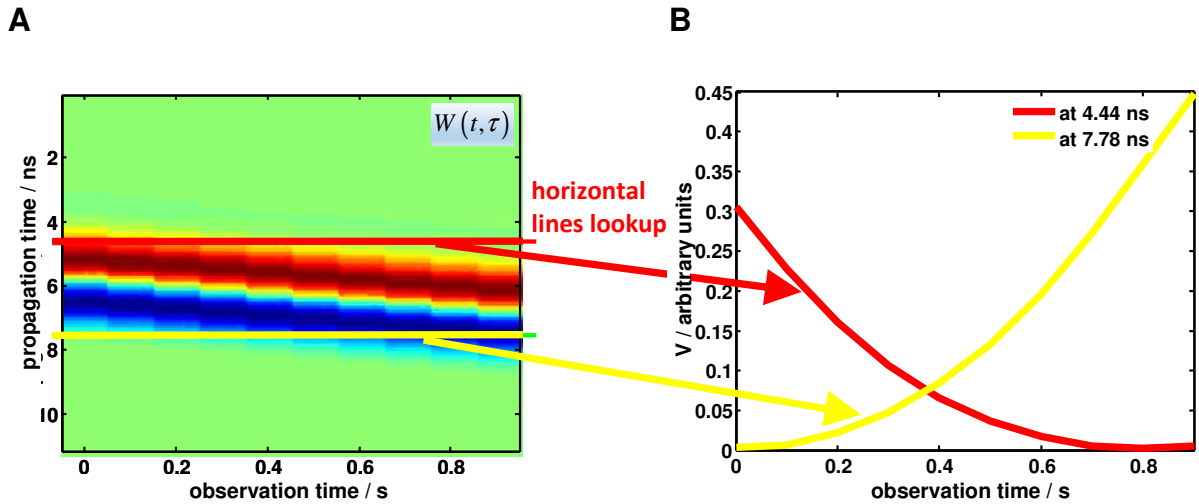 A
B
W(t,τ)
2
4
6
8
10
propagation time / ns
0
0.2
0.4
0.6
0.8
observation time / s
horizontal
lines lookup
at 4.44 ns
at 7.78 ns
0.45
0.4
0.35
0.3
0.25
0.2
0.15
0.1
0.05
0
V / arbitrary units
0
0.2
0.4
0.6
0.8
observation time / s